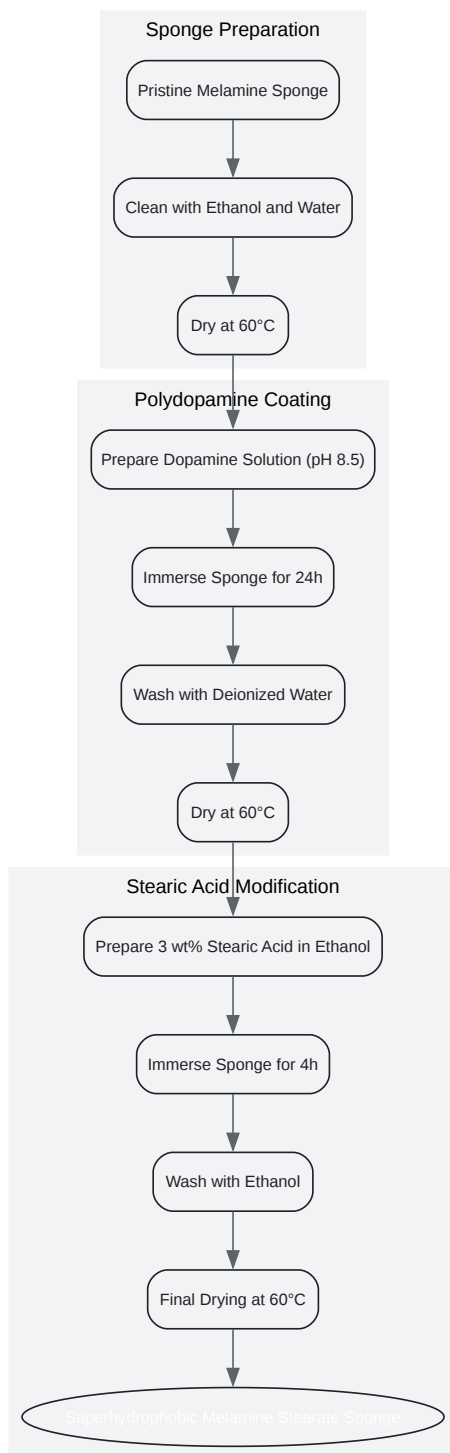 Sponge Preparation
Pristine Melamine Sponge
Clean with Ethanol and Water
Dry at 60°C
Polydopamine Coating
Prepare Dopamine Solution (pH 8.5)
Immerse Sponge for 24h
Wash with Deionized Water
Dry at 60°C
Stearic Acid Modification
Prepare 3 wt% Stearic Acid in Ethanol
Immerse Sponge for 4h
Wash with Ethanol
Final Drying at 60°C
Superhydrophobic Melamine Stearate Sponge